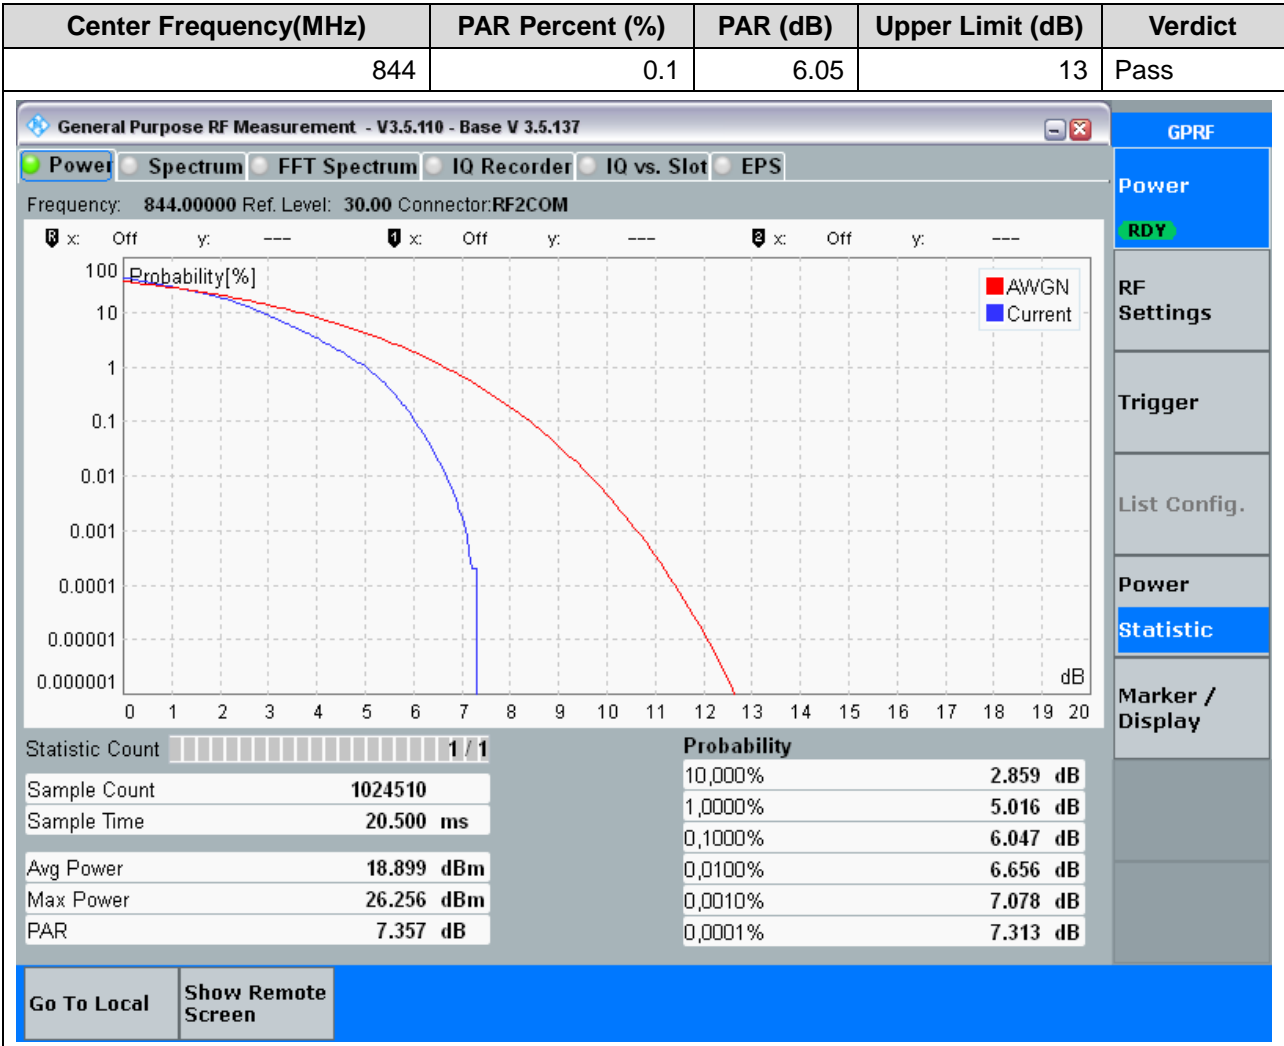 Center Frequency(MHz) PAR Percent (%) PAR (dB) Upper Limit (dB) Verdict
844 0.1 6.05 13 Pass
General Purpose RF Measurement - V3.5.110 - Base V 3.5.137
GPRF
Power Spectrum FFT Spectrum IQ Recorder IQ vs. Slot EPS
Frequency: 844.00000 Ref. Level: 30.00 Connector:RF2COM
R x: Off y: --- 1 x: Off y: --- 2 x: Off y: ---
Probability[%]
AWGN
Current
100
10
1
0.1
0.01
0.001
0.0001
0.00001
0.000001
dB
0 1 2 3 4 5 6 7 8 9 10 11 12 13 14 15 16 17 18 19 20
Statistic Count 1 / 1
Sample Count 1024510
Sample Time 20.500 ms
Avg Power 18.899 dBm
Max Power 26.256 dBm
PAR 7.357 dB
Probability
10,000% 2.859 dB
1,0000% 5.016 dB
0,1000% 6.047 dB
0,0100% 6.656 dB
0,0010% 7.078 dB
0,0001% 7.313 dB
Power
RDY
RF
Settings
Trigger
List Config.
Power
Statistic
Marker /
Display
Go To Local
Show Remote
Screen